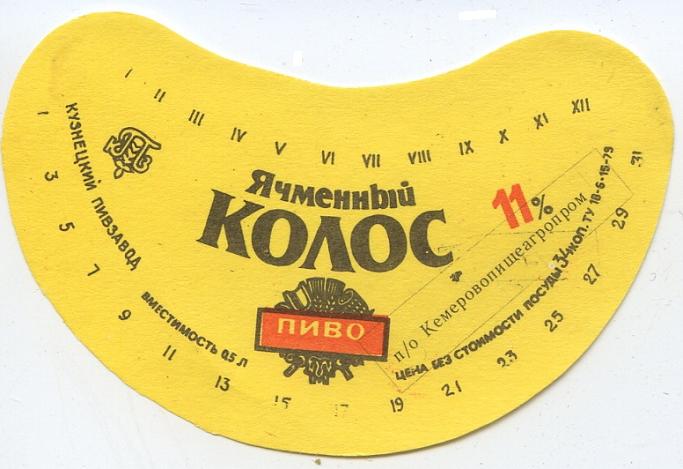 I II III IV V VI VII VIII IX X XI XII
КУЗНЕЦКИЙ ПИВЗАВОД
Ячменный
КОЛОС
11%
ПИВО
п/о Кемеровопищеагропром
ВМЕСТИМОСТЬ 0,5 Л
ЦЕНА БЕЗ СТОИМОСТИ ПОСУДЫ 34коп. ТУ 18-6-15-79
1 3 5 7 9 11 13 15 17 19 21 23 25 27 29 31